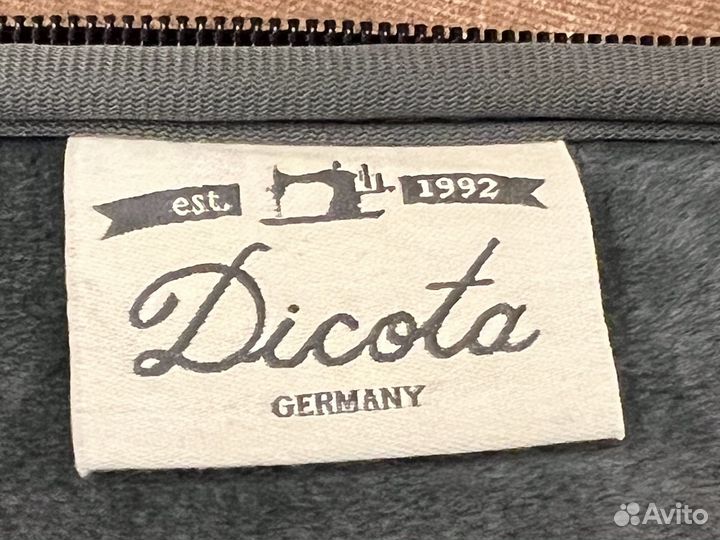 est. 1992
Dicota
GERMANY
Avito